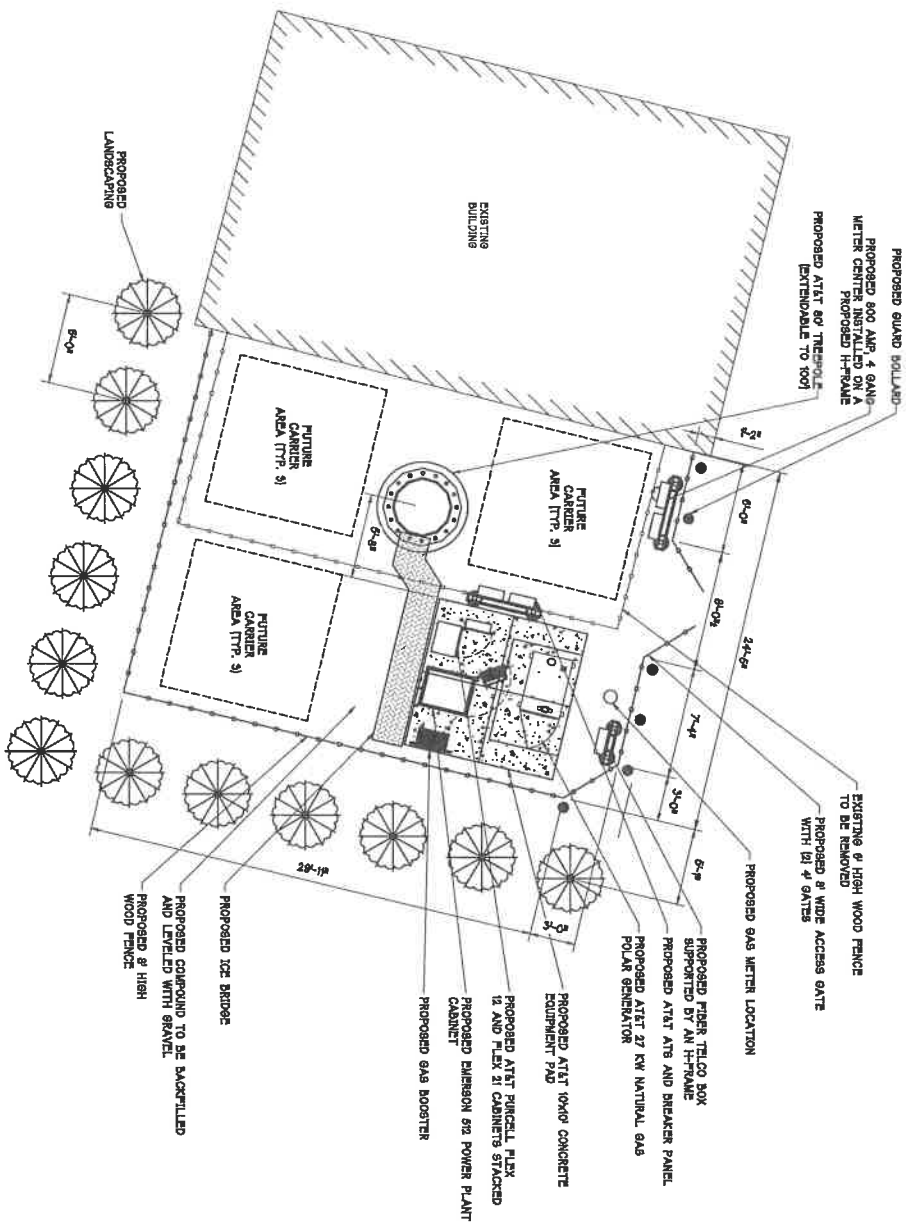 PROPOSED GUARD BOLLARD
PROPOSED 800 AMP, 4 GANG
METER CENTER INSTALLED ON A
PROPOSED H-FRAME
PROPOSED AT&T 80' TREEPOLE
(EXTENDABLE TO 100')
EXISTING
BUILDING
PROPOSED
LANDSCAPING
FUTURE
CARRIER
AREA (TYP. 3)
FUTURE
CARRIER
AREA (TYP. 3)
FUTURE
CARRIER
AREA (TYP. 3)
6'-0"
24'-6"
7'-4"
3'-0"
28'-11"
3'-0"
EXISTING 6' HIGH WOOD FENCE
TO BE REMOVED
PROPOSED 8' WIDE ACCESS GATE
WITH (2) 4' GATES
PROPOSED GAS METER LOCATION
PROPOSED FIBER TELCO BOX
SUPPORTED BY AN H-FRAME
PROPOSED AT&T ATS AND BREAKER PANEL
PROPOSED AT&T 27 KW NATURAL GAS
POLAR GENERATOR
PROPOSED AT&T 10'x10' CONCRETE
EQUIPMENT PAD
PROPOSED AT&T PURCELL FLEX
12 AND FLEX 21 CABINETS STACKED
PROPOSED EMERSON 512 POWER PLANT
CABINET
PROPOSED GAS BOOSTER
PROPOSED ICE BRIDGE
PROPOSED COMPOUND TO BE BACKFILLED
AND LEVELED WITH GRAVEL
PROPOSED 8' HIGH
WOOD FENCE